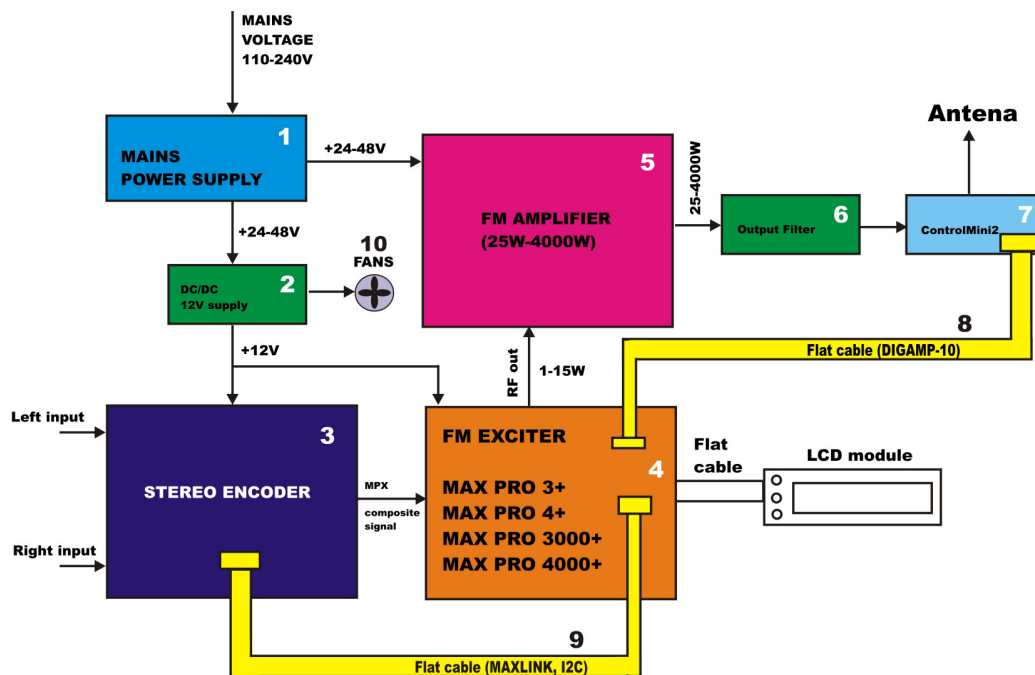 MAINS
VOLTAGE
110-240V
1
MAINS
POWER SUPPLY
+24-48V
+24-48V
2
DC/DC
12V supply
10
FANS
+12V
5
FM AMPLIFIER
(25W-4000W)
25-4000W
6
Output Filter
Antena
7
ControlMini2
8
Flat cable (DIGAMP-10)
RF out
1-15W
Left input
Right input
3
STEREO ENCODER
MPX
composite
signal
FM EXCITER
4
MAX PRO 3+
MAX PRO 4+
MAX PRO 3000+
MAX PRO 4000+
Flat
cable
LCD module
9
Flat cable (MAXLINK, I2C)